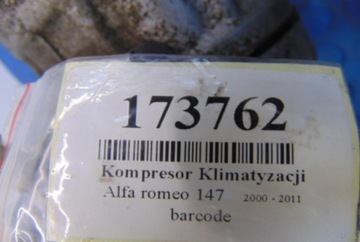 173762
Kompresor Klimatyzacji
Alfa romeo 147 2000 - 2011
barcode